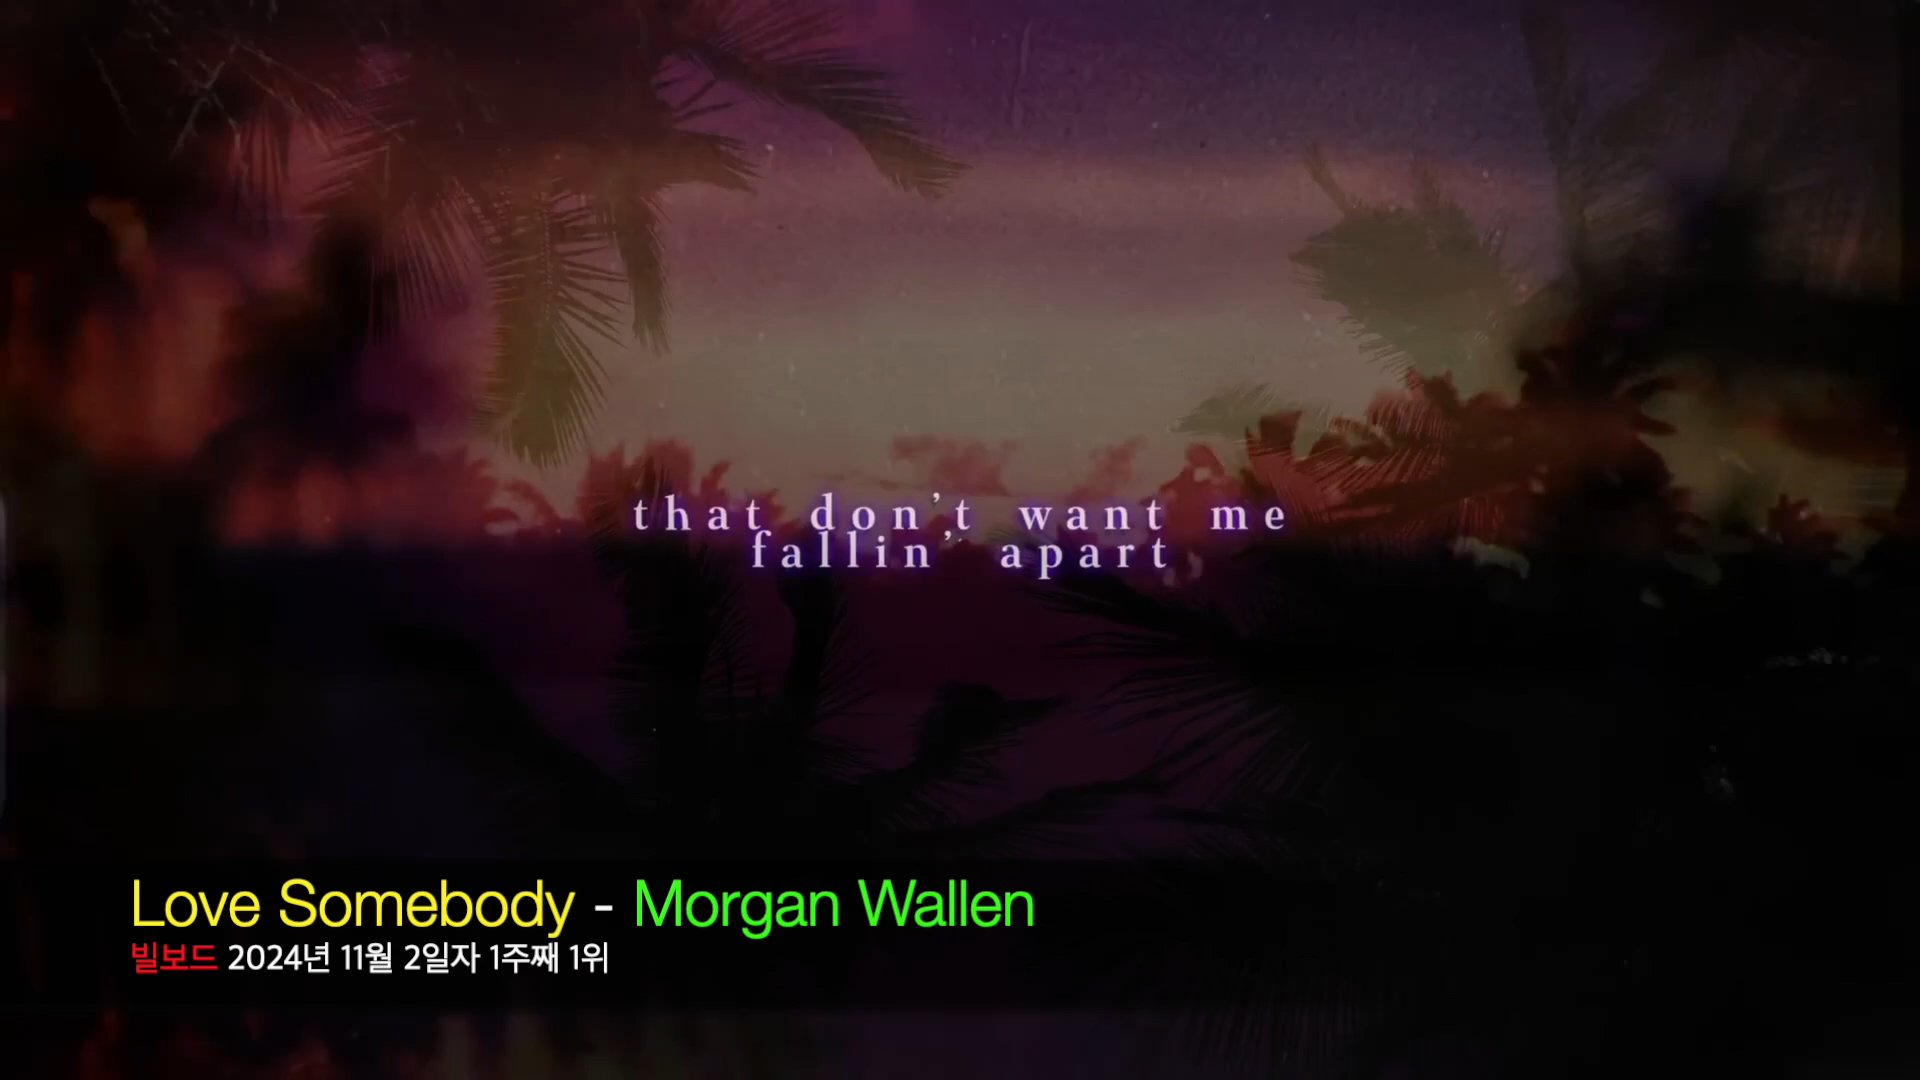 that don’t want me
fallin’ apart
Love Somebody - Morgan Wallen
빌보드 2024년 11월 2일자 1주째 1위